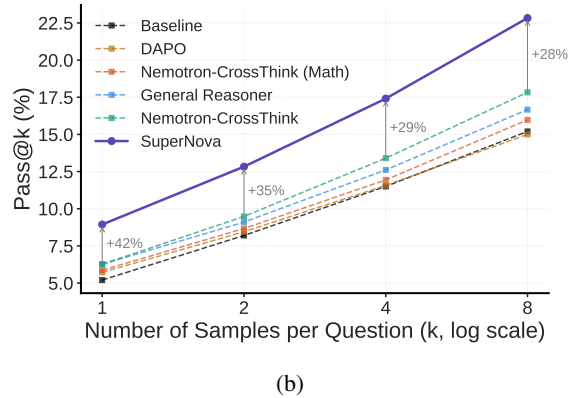 Pass@k (%)
22.5
20.0
17.5
15.0
12.5
10.0
7.5
5.0
Baseline
DAPO
Nemotron-CrossThink (Math)
General Reasoner
Nemotron-CrossThink
SuperNova
+42%
+35%
+29%
+28%
1
2
4
8
Number of Samples per Question (k, log scale)
(b)